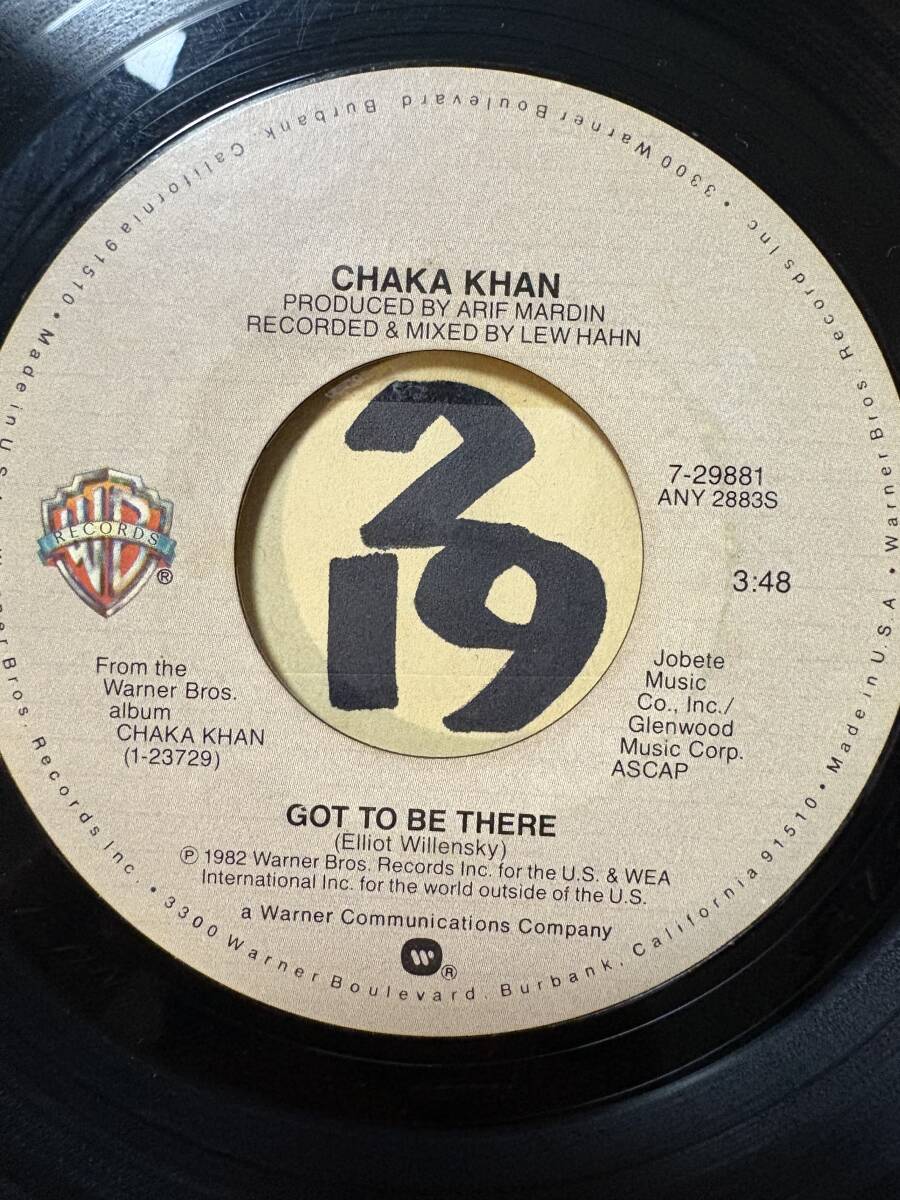 CHAKA KHAN
PRODUCED BY ARIF MARDIN
RECORDED & MIXED BY LEW HAHN
2
19
7-29881
ANY 2883S
3:48
WB
RECORDS
®
From the
Warner Bros.
album
CHAKA KHAN
(1-23729)
Jobete
Music
Co., Inc./
Glenwood
Music Corp.
ASCAP
GOT TO BE THERE
(Elliot Willensky)
℗ 1982 Warner Bros. Records Inc. for the U.S. & WEA
International Inc. for the world outside of the U.S.
a Warner Communications Company
®
Warner Bros. Records Inc. • 3300 Warner Boulevard, Burbank, California 91510 • Made in U.S.
Bros. Records Inc. • 3300 Warner Boulevard, Burbank, California 91510 • Made in U.S.A. •